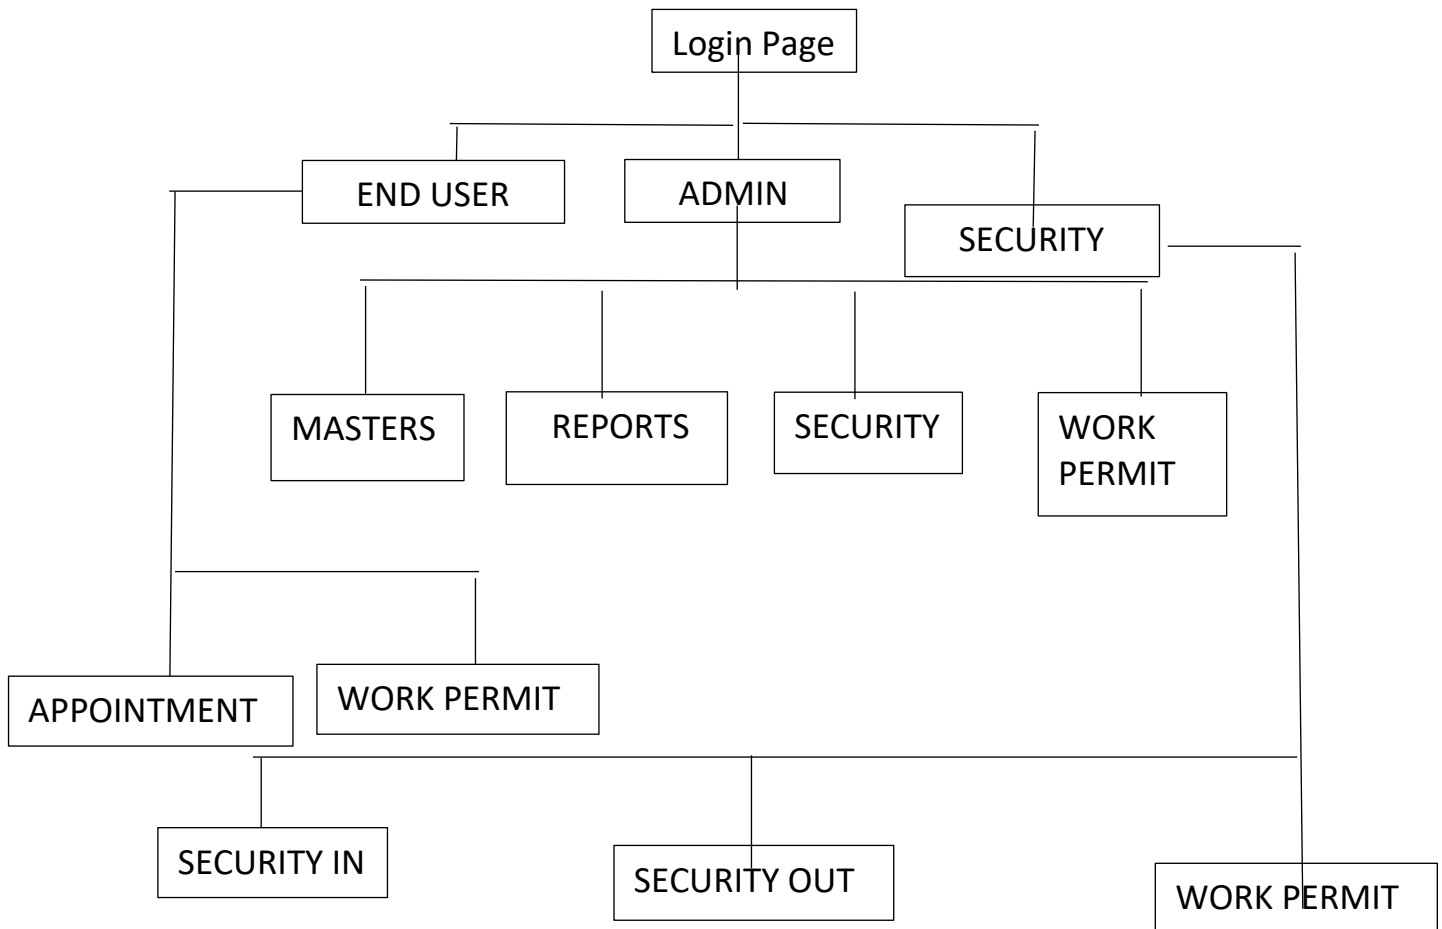 Login Page
END USER
ADMIN
SECURITY
MASTERS
REPORTS
SECURITY
WORK
PERMIT
APPOINTMENT
WORK PERMIT
SECURITY IN
SECURITY OUT
WORK PERMIT